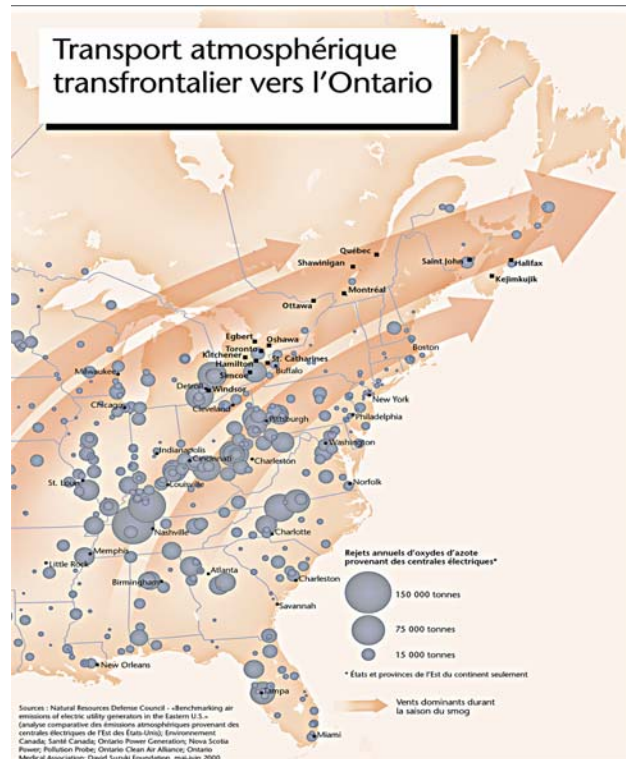 Transport atmosphérique
transfrontalier vers l'Ontario
Québec
Shawinigan
Saint John
Halifax
Kejimkujik
Montréal
Ottawa
Egbert
Oshawa
Toronto
Kitchener
St. Catharines
Hamilton
Buffalo
Simcoe
Boston
Milwaukee
Detroit
Windsor
Chicago
Cleveland
New York
Pittsburgh
Philadelphia
Washington
Indianapolis
Cincinnati
Charleston
St. Louis
Louisville
Norfolk
Nashville
Charlotte
Memphis
Little Rock
Atlanta
Birmingham
Charleston
Savannah
New Orleans
Tampa
Miami
Rejets annuels d'oxydes d'azote
provenant des centrales électriques*
150 000 tonnes
75 000 tonnes
15 000 tonnes
* États et provinces de l'Est du continent seulement
Vents dominants durant
la saison du smog
Sources : Natural Resources Defense Council - «Benchmarking air
emissions of electric utility generators in the Eastern U.S.»
(analyse comparative des émissions atmosphériques provenant des
centrales électriques de l'Est des États-Unis); Environnement
Canada; Santé Canada; Ontario Power Generation; Nova Scotia
Power; Pollution Probe; Ontario Clean Air Alliance; Ontario
Medical Association; David Suzuki Foundation, mai-juin 2000